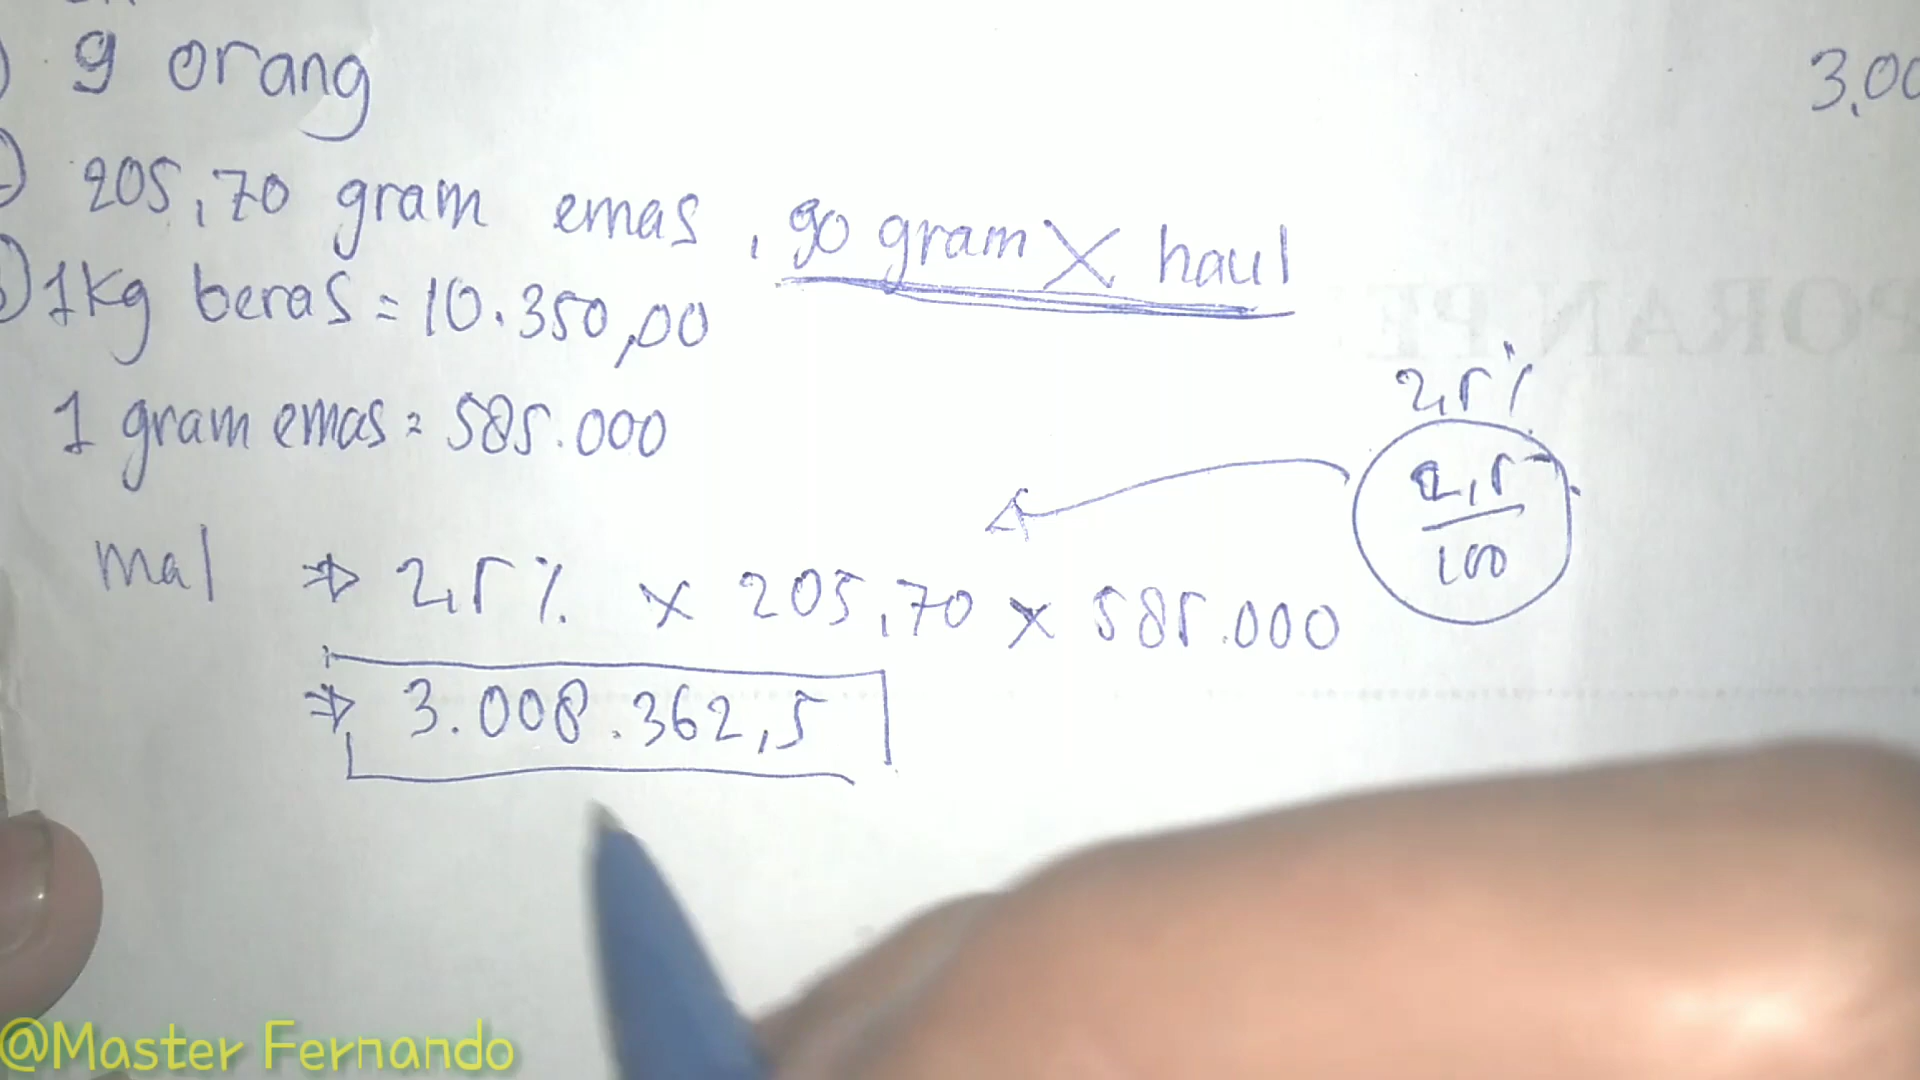 9 orang
3.00
205,70 gram emas, 90 gram X haul
1 kg beras = 10.350,00
1 gram emas = 585.000
2,5%
2,5
100
mal ⇒ 2,5% x 205,70 x 585.000
⇒ 3.008.362,5
@Master Fernando